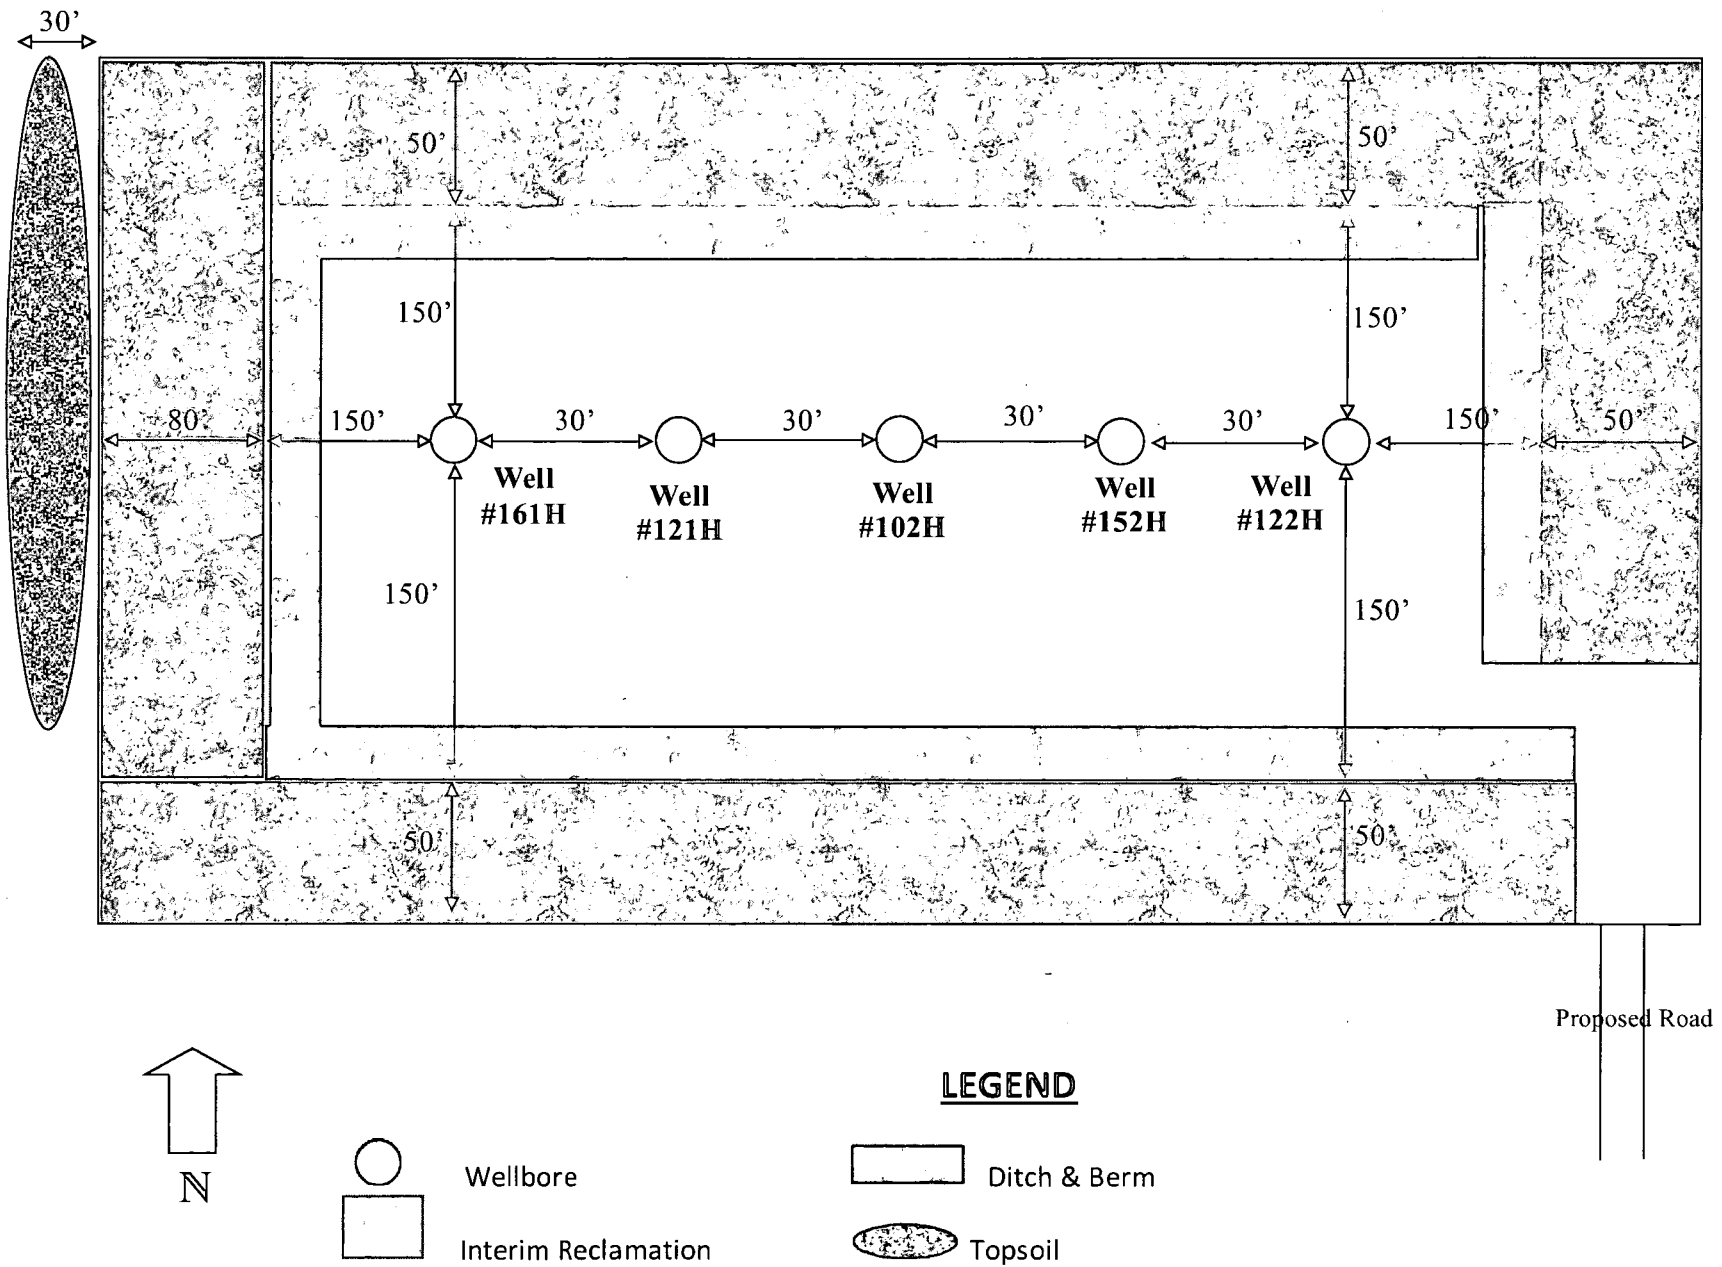 30’
50’
50’
150’
150’
80’
150’
30’
30’
30’
30’
150’
50’
Well
#161H
Well
#121H
Well
#102H
Well
#152H
Well
#122H
150’
150’
50’
50’
Proposed Road
LEGEND
N
Wellbore
Ditch & Berm
Interim Reclamation
Topsoil